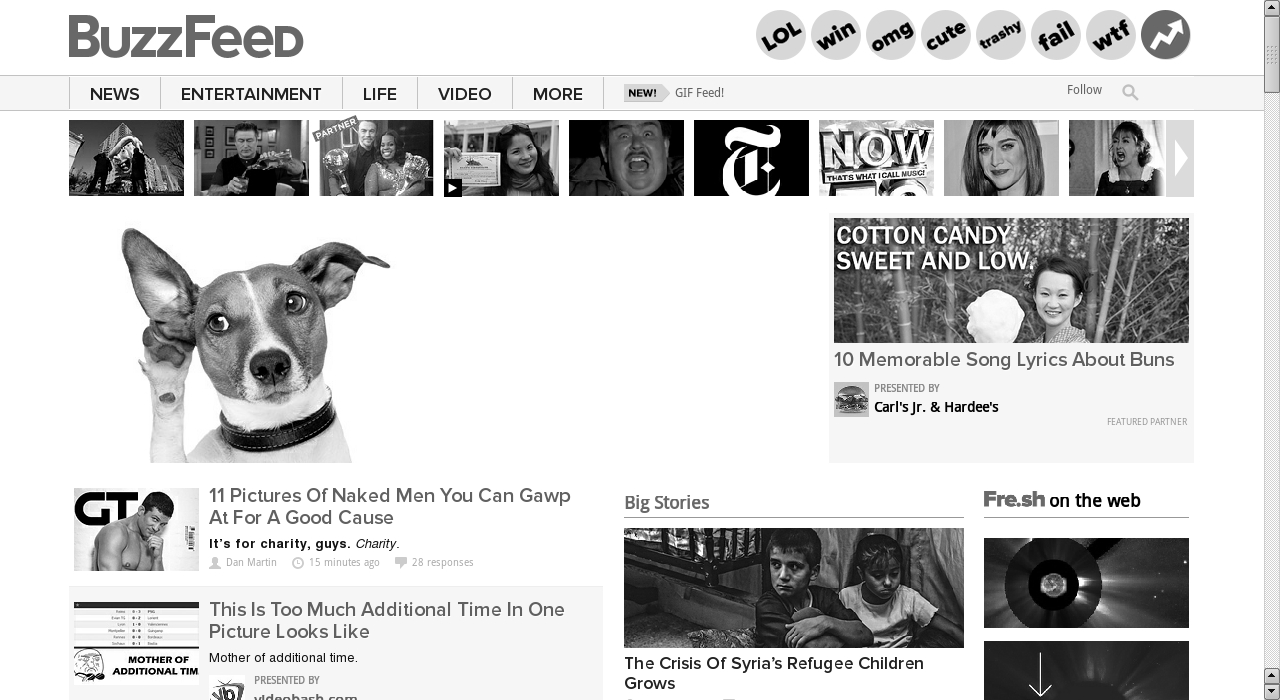 BuzzFeed
LOL
win
omg
cute
trashy
fail
wtf
NEWS
ENTERTAINMENT
LIFE
VIDEO
MORE
NEW!
GIF Feed!
Follow
PARTNER
NOW
THAT'S WHAT I CALL MUSIC!
COTTON CANDY
SWEET AND LOW.
10 Memorable Song Lyrics About Buns
PRESENTED BY
Carl's Jr. & Hardee's
FEATURED PARTNER
GT
11 Pictures Of Naked Men You Can Gawp
At For A Good Cause
It's for charity, guys. Charity.
Dan Martin
15 minutes ago
28 responses
MOTHER OF
ADDITIONAL TIM
This Is Too Much Additional Time In One
Picture Looks Like
Mother of additional time.
PRESENTED BY
videobash.com
Big Stories
The Crisis Of Syria's Refugee Children
Grows
Fre.sh on the web